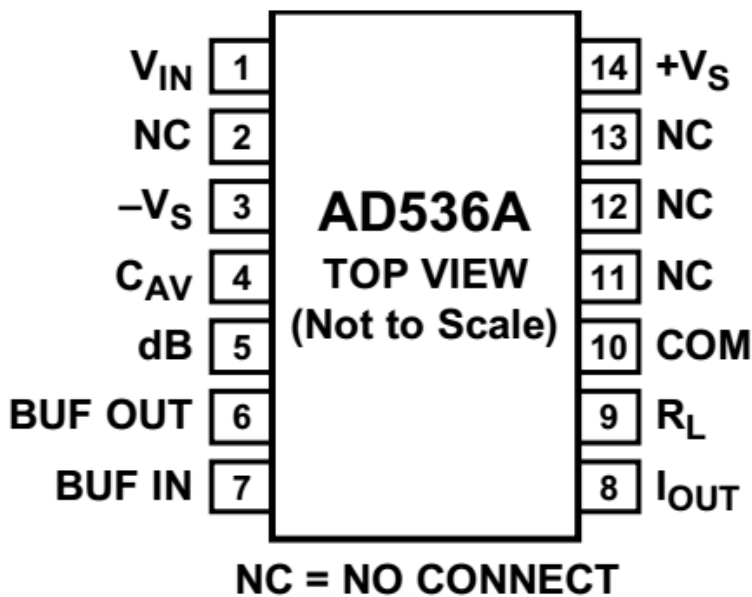 V_IN 1 14 +V_S
NC 2 13 NC
–V_S 3 12 NC
C_AV 4 11 NC
dB 5 10 COM
BUF OUT 6 9 R_L
BUF IN 7 8 I_OUT
AD536A
TOP VIEW
(Not to Scale)
NC = NO CONNECT